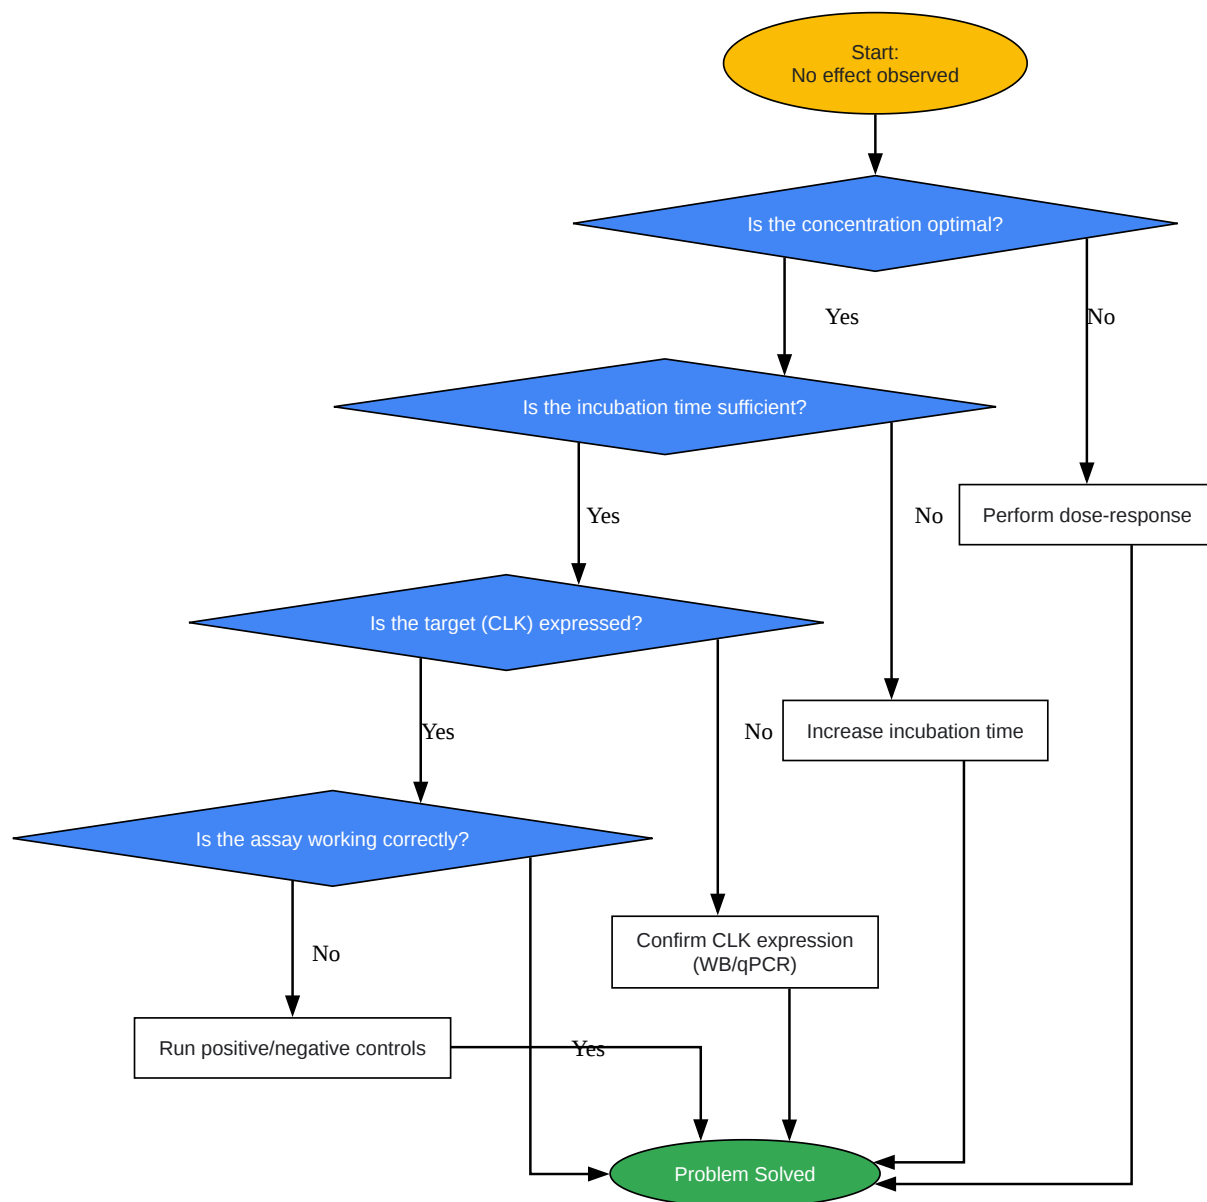 Start:
No effect observed
Is the concentration optimal?
Yes
No
Is the incubation time sufficient?
Yes
No
Perform dose-response
Is the target (CLK) expressed?
Yes
No
Increase incubation time
Is the assay working correctly?
No
Confirm CLK expression
(WB/qPCR)
Run positive/negative controls
Yes
Problem Solved